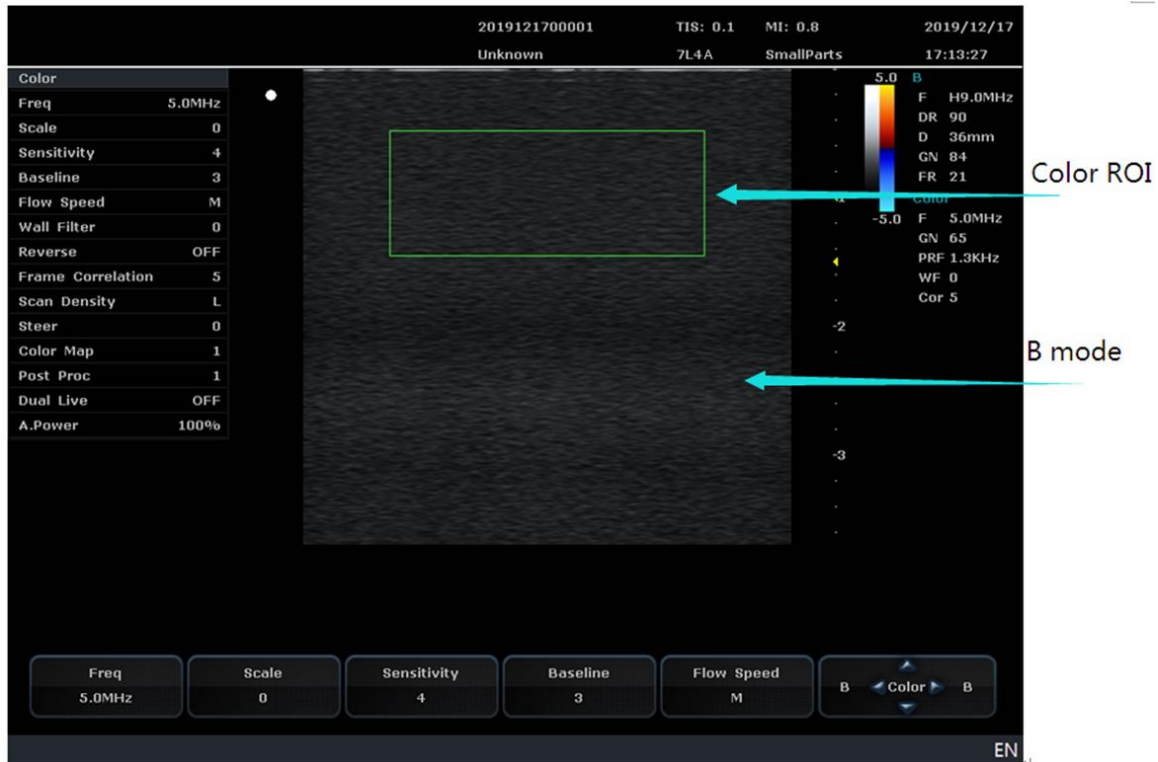 2019121700001 TIS: 0.1 MI: 0.8 2019/12/17
Unknown 7L4A SmallParts 17:13:27
Color
Freq 5.0MHz
Scale 0
Sensitivity 4
Baseline 3
Flow Speed M
Wall Filter 0
Reverse OFF
Frame Correlation 5
Scan Density L
Steer 0
Color Map 1
Post Proc 1
Dual Live OFF
A.Power 100%
-1
-2
-3
5.0
-5.0
B
F H9.0MHz
DR 90
D 36mm
GN 84
FR 21
Color
F 5.0MHz
GN 65
PRF 1.3KHz
WF 0
Cor 5
Color ROI
B mode
Freq
5.0MHz
Scale
0
Sensitivity
4
Baseline
3
Flow Speed
M
B Color B
EN